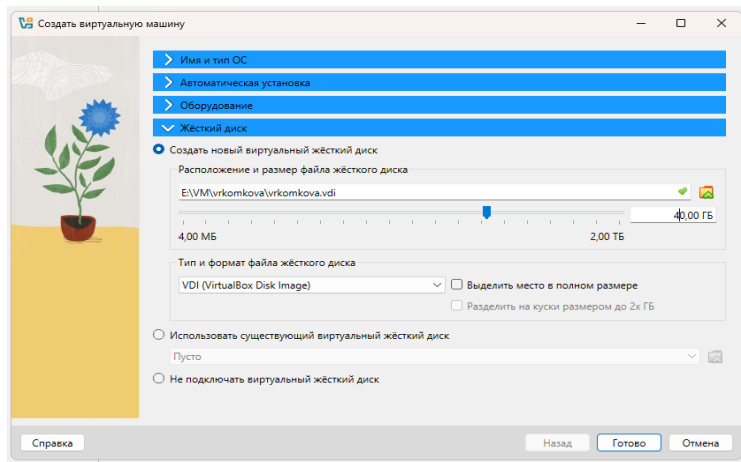 Создать виртуальную машину
Имя и тип ОС
Автоматическая установка
Оборудование
Жёсткий диск
Создать новый виртуальный жёсткий диск
Расположение и размер файла жёсткого диска
E:\VM\vrkomkova\vrkomkova.vdi
40,00 ГБ
4,00 МБ 2,00 ТБ
Тип и формат файла жёсткого диска
VDI (VirtualBox Disk Image) Выделить место в полном размере
Разделить на куски размером до 2х ГБ
Использовать существующий виртуальный жёсткий диск
Пусто
Не подключать виртуальный жёсткий диск
Справка Назад Готово Отмена